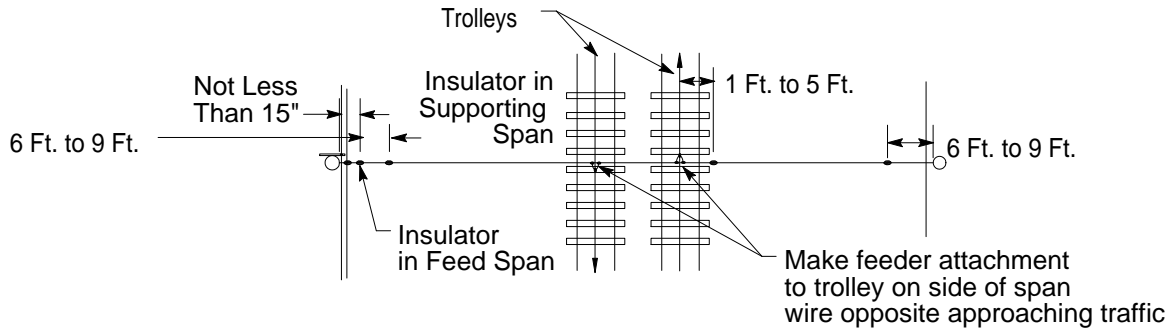 Trolleys
Not Less
Than 15"
Insulator in
Supporting
Span
1 Ft. to 5 Ft.
6 Ft. to 9 Ft.
6 Ft. to 9 Ft.
Insulator
in Feed Span
Make feeder attachment
to trolley on side of span
wire opposite approaching traffic